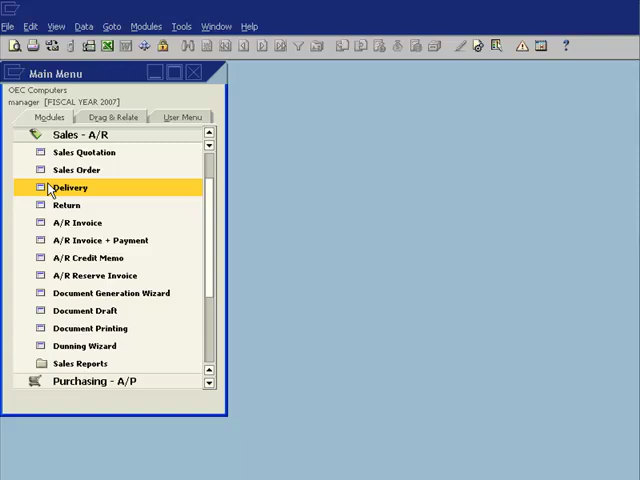 File Edit View Data Goto Modules Tools Window Help
Main Menu
OEC Computers
manager [FISCAL YEAR 2007]
Modules Drag & Relate User Menu
Sales - A/R
Sales Quotation
Sales Order
Delivery
Return
A/R Invoice
A/R Invoice + Payment
A/R Credit Memo
A/R Reserve Invoice
Document Generation Wizard
Document Draft
Document Printing
Dunning Wizard
Sales Reports
Purchasing - A/P